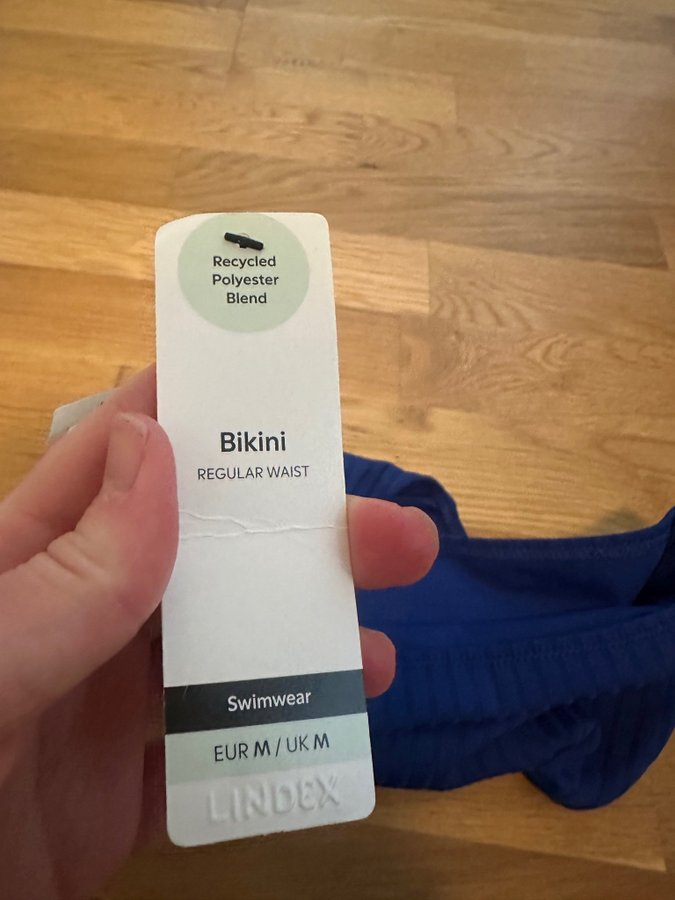 Recycled
Polyester
Blend
Bikini
REGULAR WAIST
Swimwear
EUR M / UK M
LINDEX